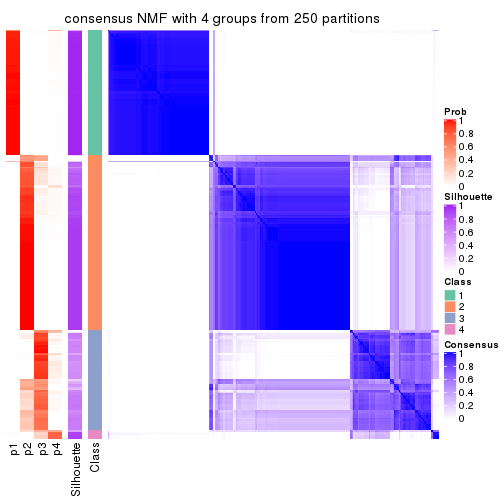 consensus NMF with 4 groups from 250 partitions
Prob
1
0.8
0.6
0.4
0.2
0
Silhouette
1
0.8
0.6
0.4
0.2
0
Class
1
2
3
4
Consensus
1
0.8
0.6
0.4
0.2
0
p1
p2
p3
p4
Silhouette
Class